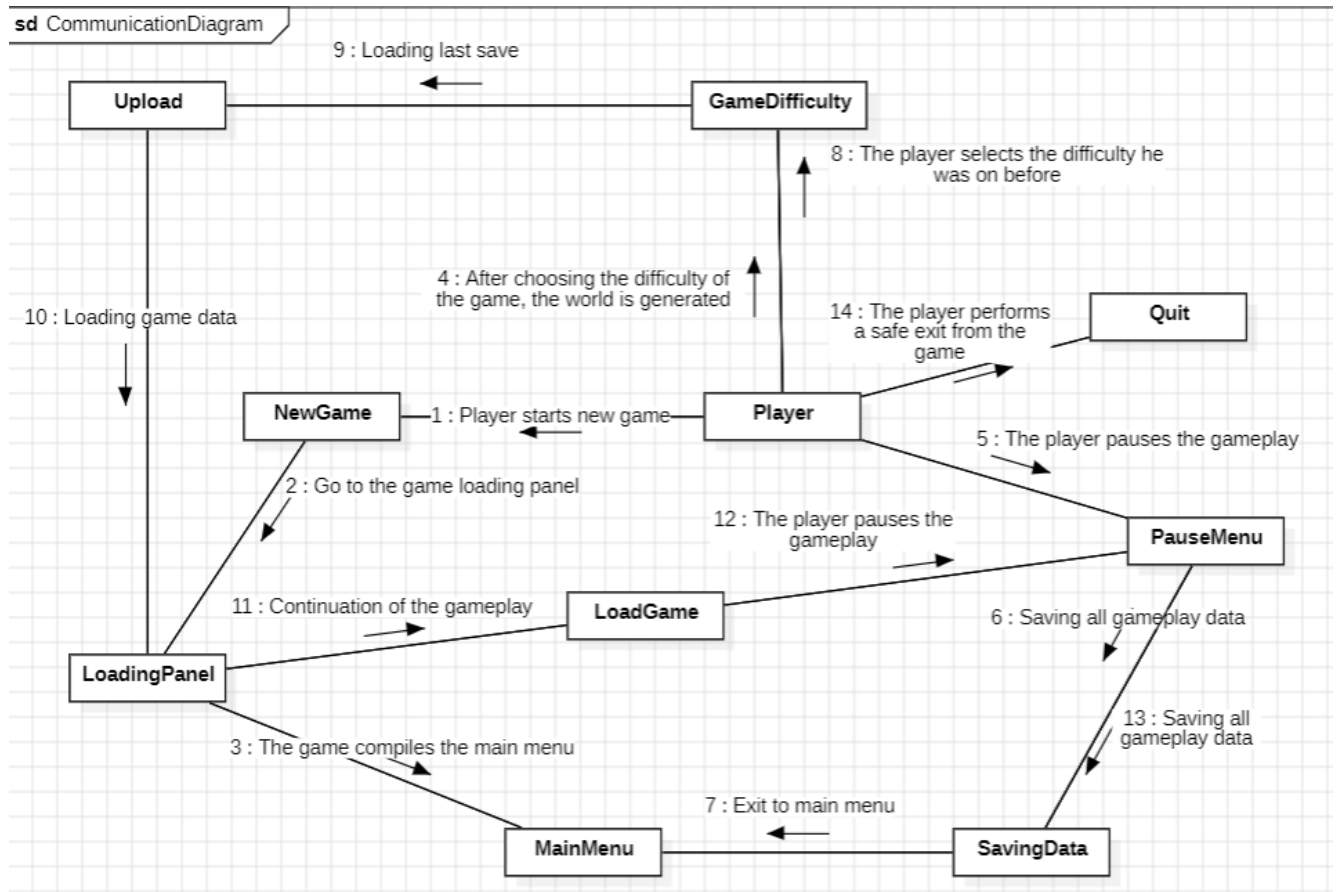 sd CommunicationDiagram
9 : Loading last save
Upload
GameDifficulty
8 : The player selects the difficulty he
was on before
4 : After choosing the difficulty of
the game, the world is generated
10 : Loading game data
14 : The player performs
a safe exit from the
game
Quit
NewGame
1 : Player starts new game
Player
5 : The player pauses the gameplay
2 : Go to the game loading panel
12 : The player pauses the
gameplay
PauseMenu
11 : Continuation of the gameplay
LoadGame
6 : Saving all gameplay data
LoadingPanel
13 : Saving all
gameplay data
3 : The game compiles the main menu
7 : Exit to main menu
MainMenu
SavingData